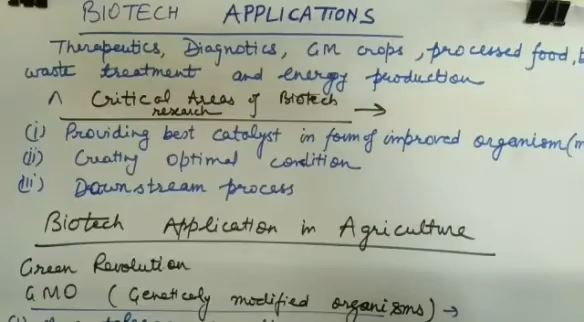 BIOTECH APPLICATIONS
Therapeutics, Diagnotics, GM crops, processed food, b
waste treatment and energy production
^ Critical Areas of Biotech
research →
(i) Providing best catalyst in form of improved organism (m
(ii) Creating optimal condition
(iii) Downstream process
Biotech Application in Agriculture
Green Revolution
GMO (Geneticaly modified organisms) →